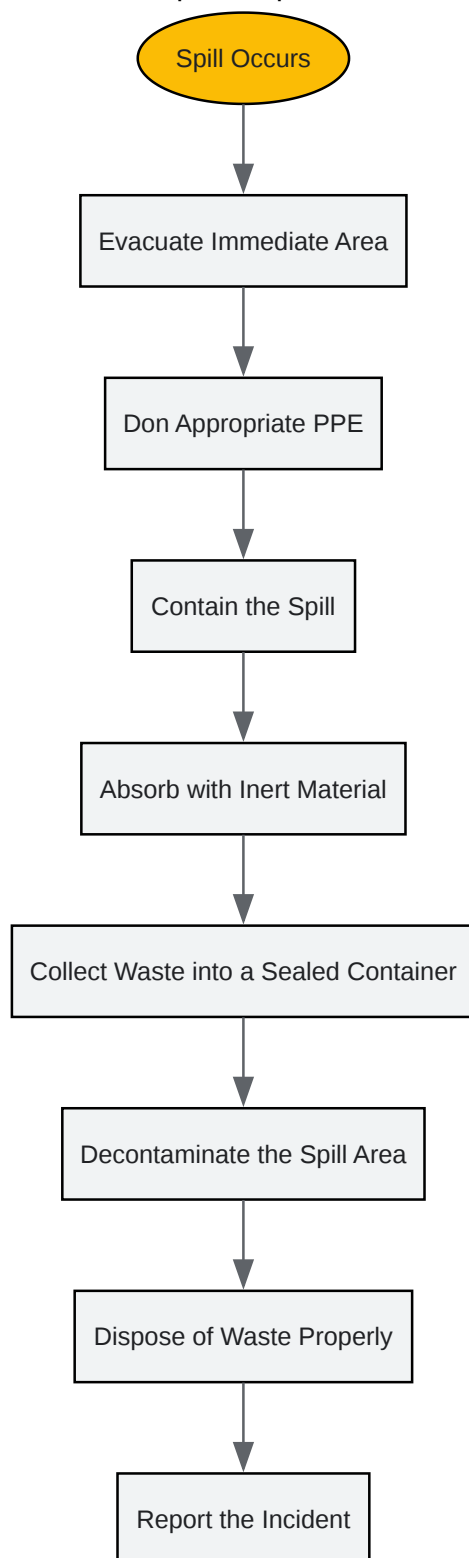 Spill Occurs
Evacuate Immediate Area
Don Appropriate PPE
Contain the Spill
Absorb with Inert Material
Collect Waste into a Sealed Container
Decontaminate the Spill Area
Dispose of Waste Properly
Report the Incident